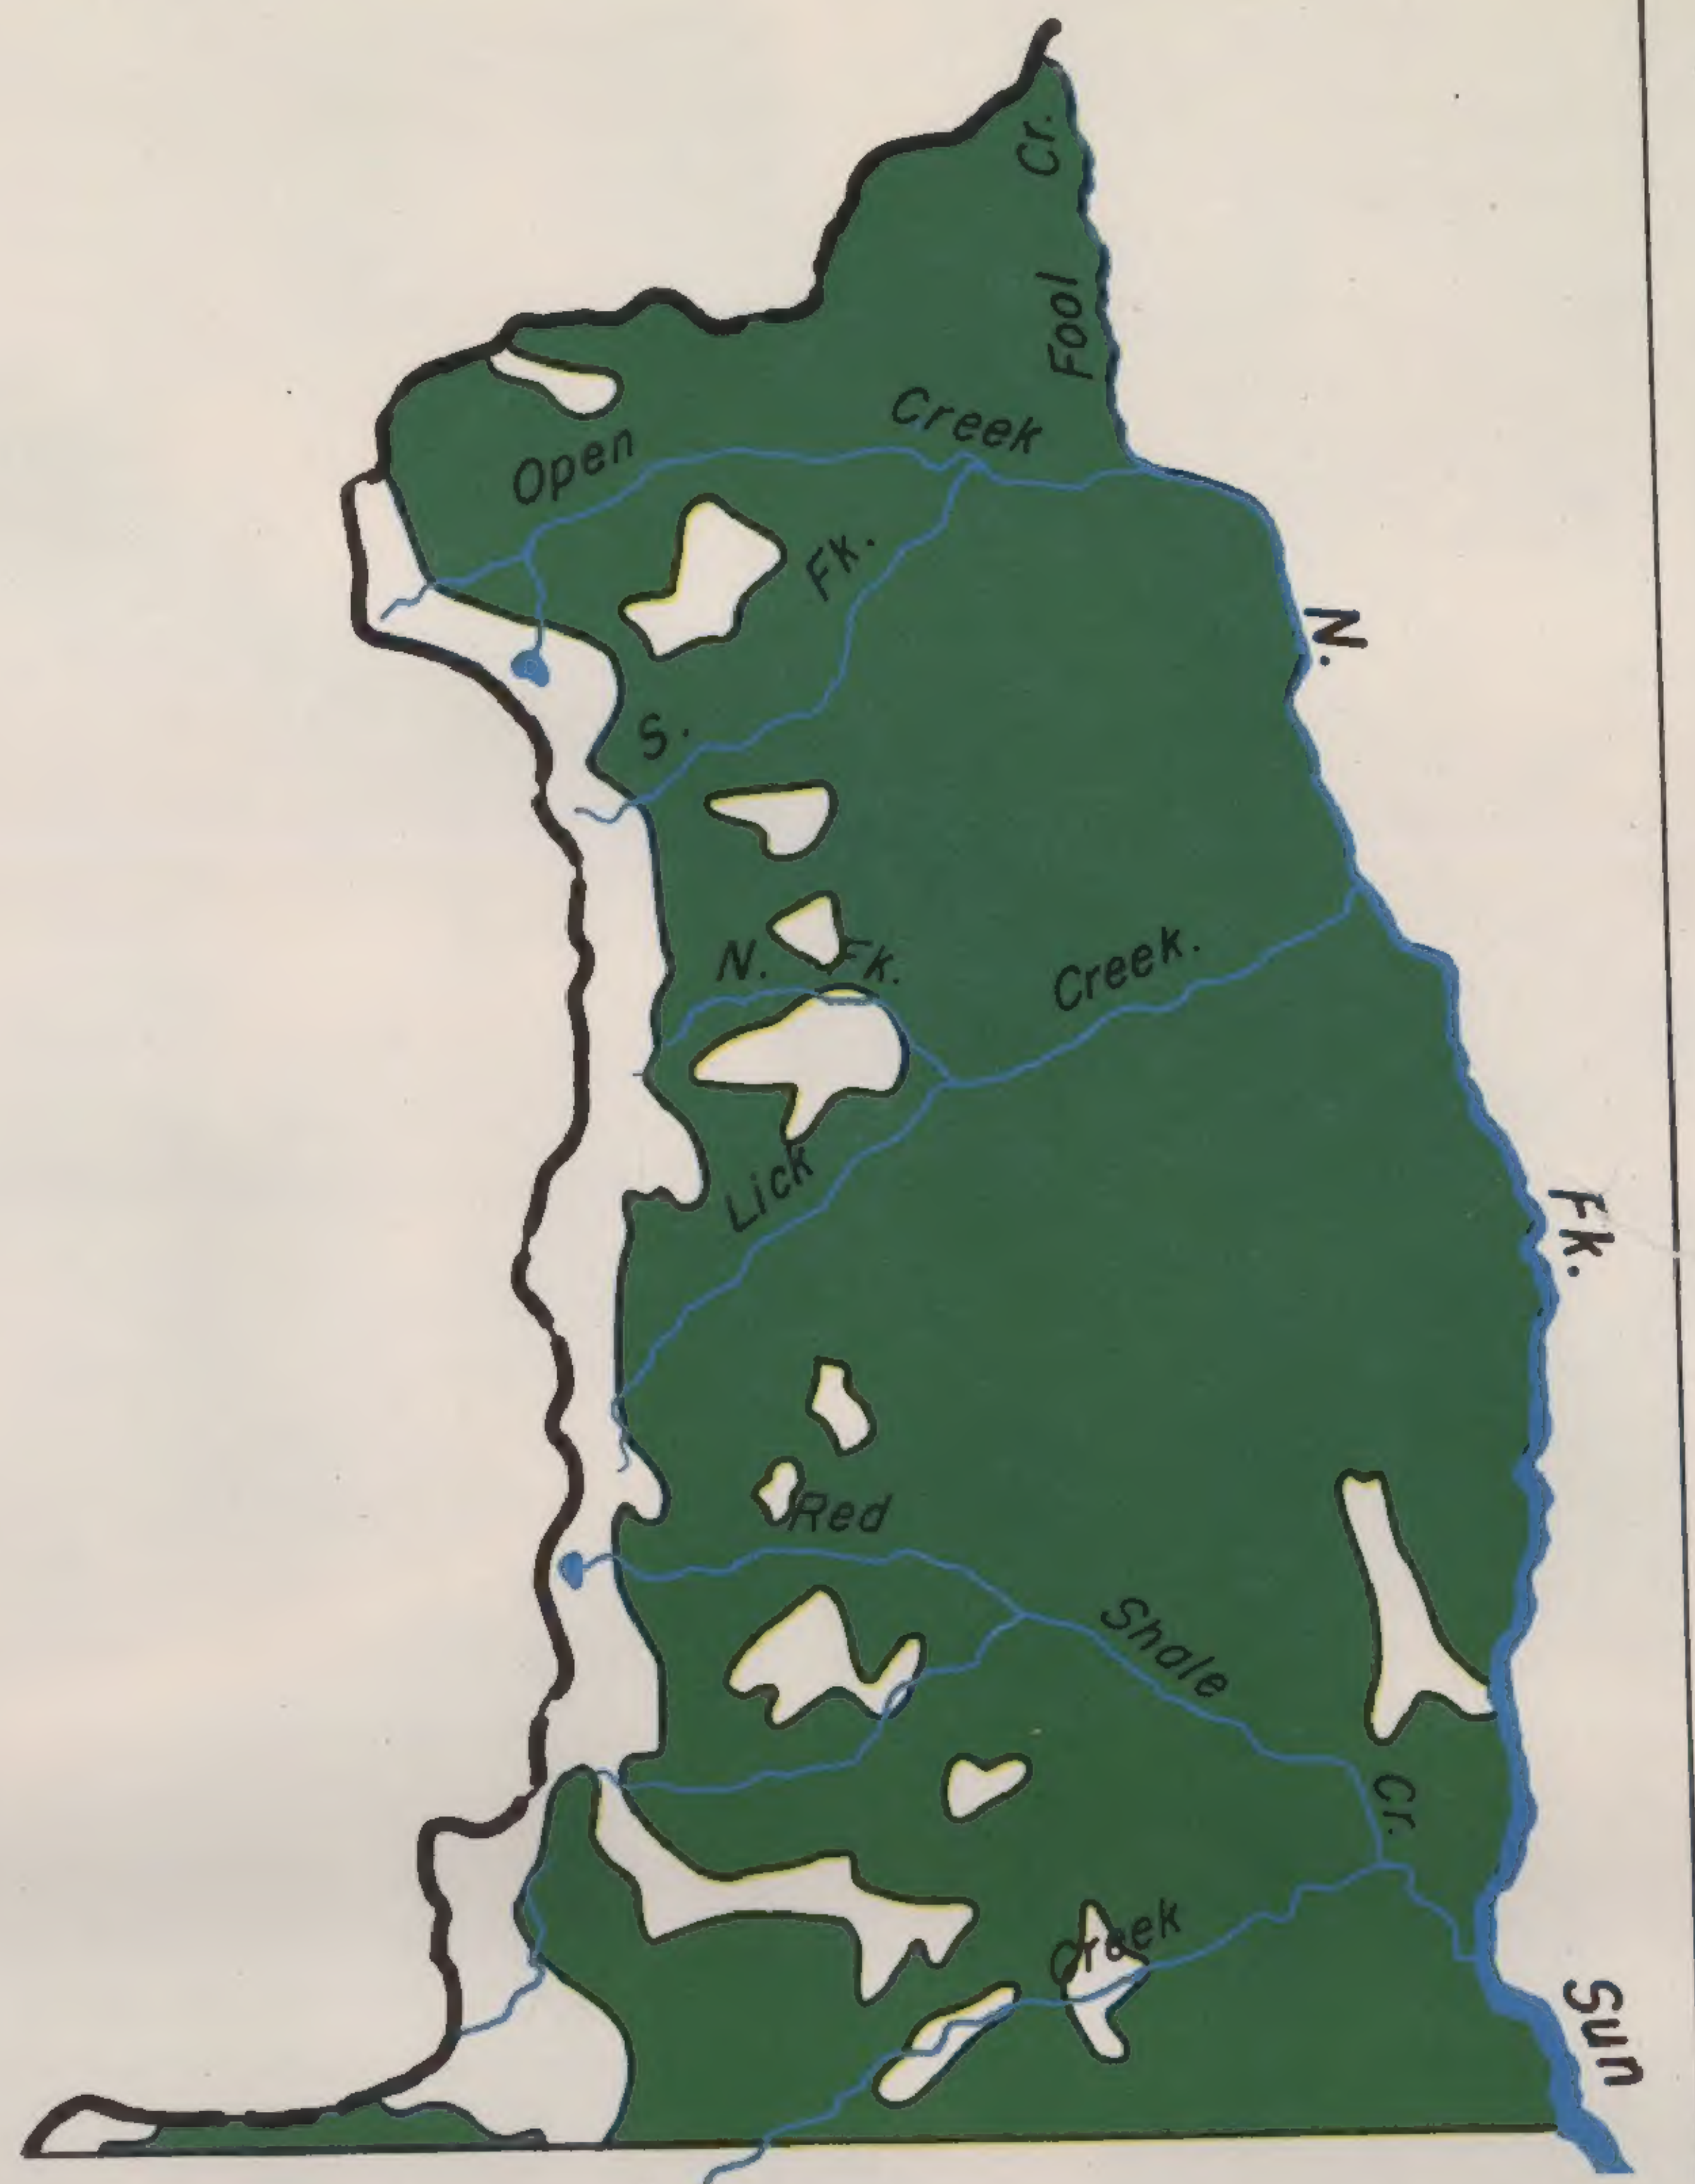 Fool Cr.
Open Creek
S. Fk.
N. Fk.
Lick Creek.
Red Shale Cr.
Creek
N. Fk. Sun